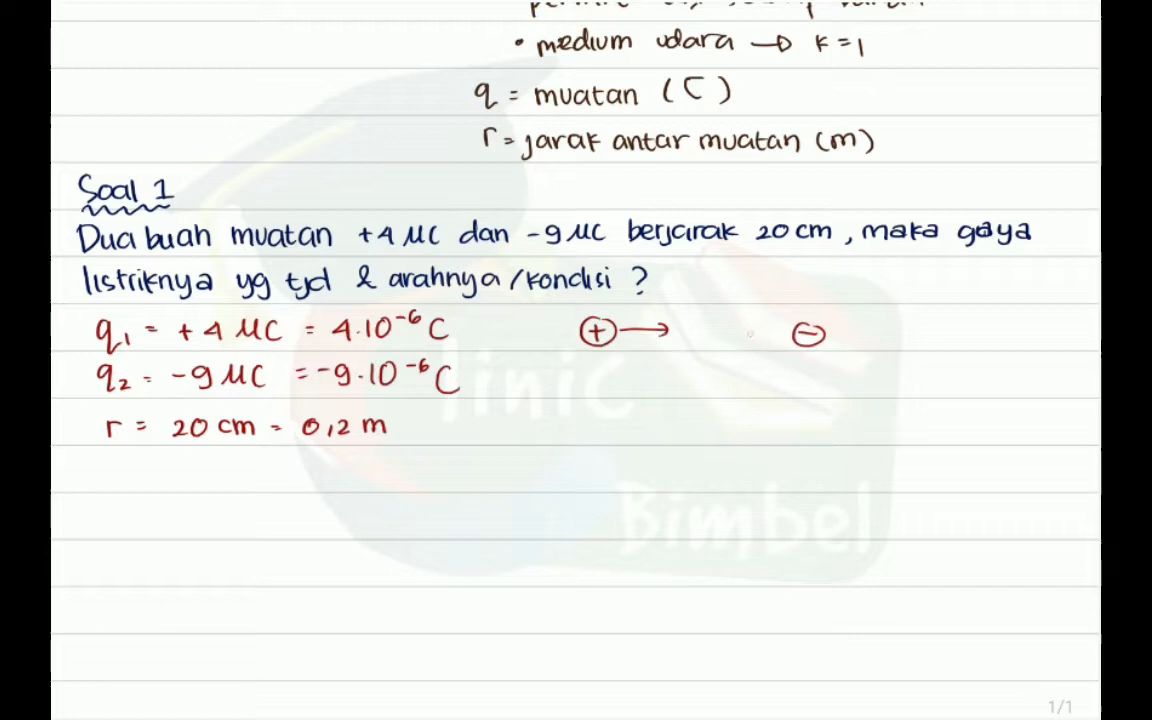 • medium udara → k = 1
q = muatan (C)
r = jarak antar muatan (m)
Soal 1
Dua buah muatan +4 μC dan -9 μC berjarak 20 cm, maka gaya
listriknya yg tjd & arahnya/kondisi ?
q₁ = +4 μC = 4.10⁻⁶ C
+ → -
q₂ = -9 μC = -9.10⁻⁶ C
r = 20 cm = 0,2 m
linic
Bimbel
1/1